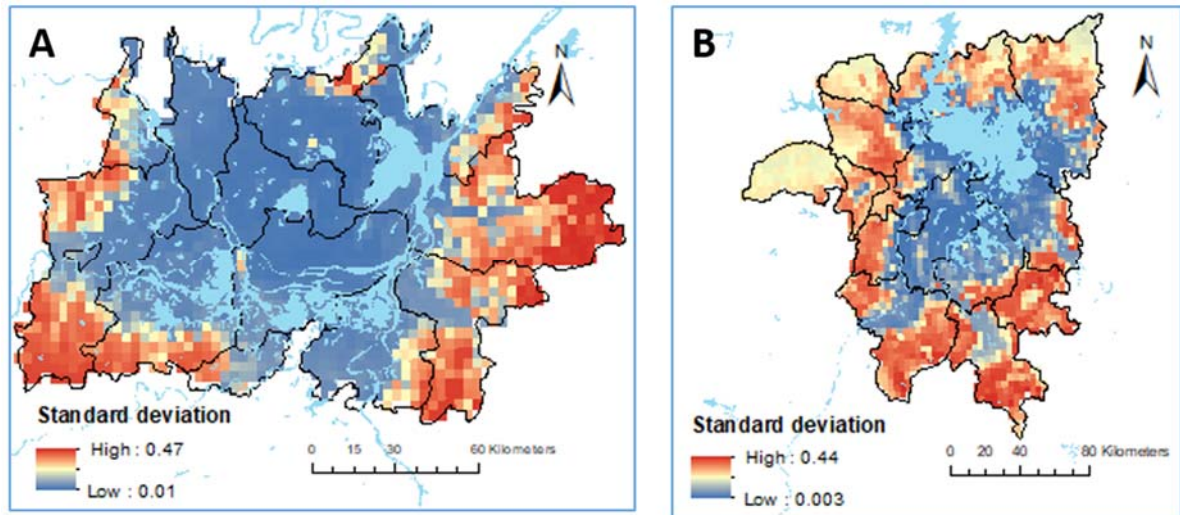 A
N
Standard deviation
High : 0.47
Low : 0.01
0 15 30 60 Kilometers
B
N
Standard deviation
High : 0.44
Low : 0.003
0 20 40 80 Kilometers